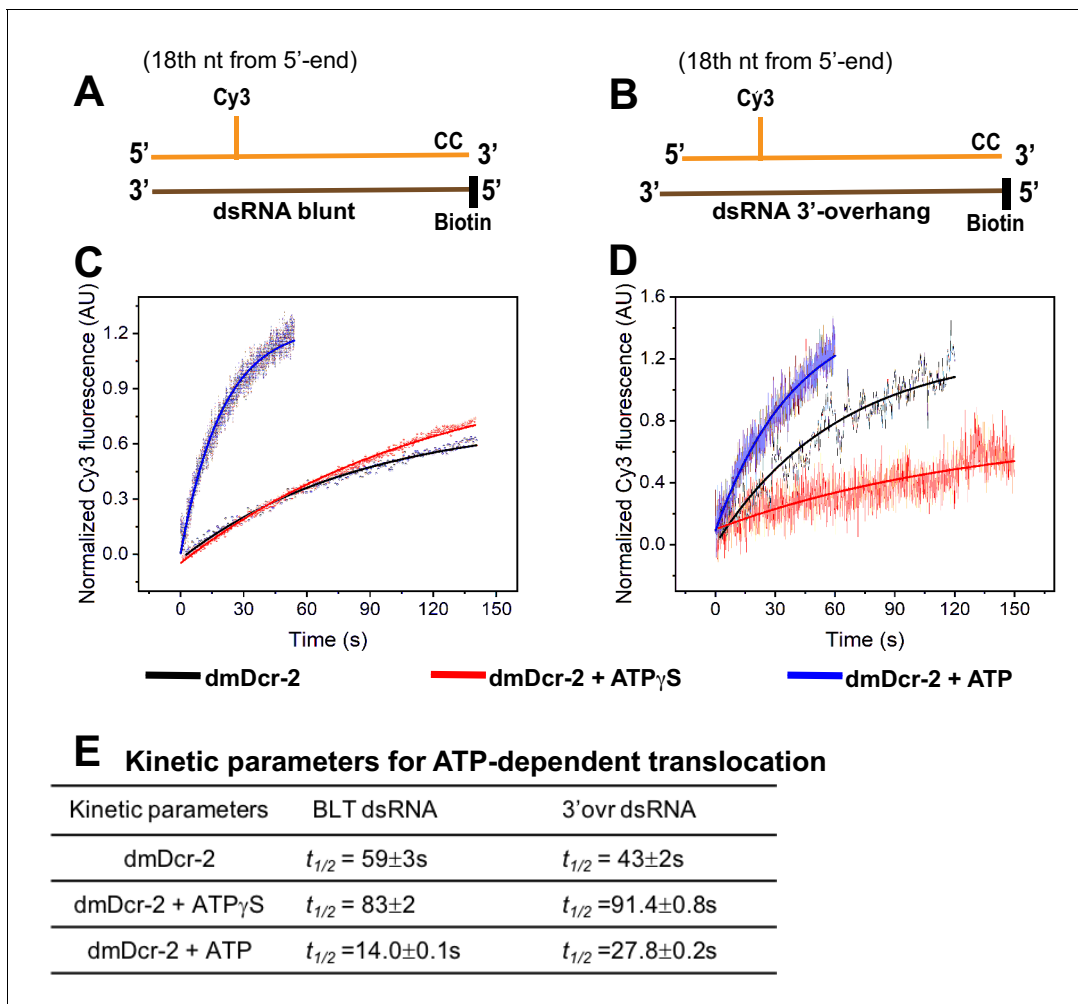 (18th nt from 5’-end)
A
Cy3
CC
5’
3’
3’
5’
dsRNA blunt
Biotin
(18th nt from 5’-end)
B
Cy3
CC
5’
3’
3’
5’
dsRNA 3’-overhang
Biotin
C
Normalized Cy3 fluorescence (AU)
1.2
0.9
0.6
0.3
0.0
0 30 60 90 120 150
Time (s)
D
Normalized Cy3 fluorescence (AU)
1.6
1.2
0.8
0.4
0.0
0 30 60 90 120 150
Time (s)
dmDcr-2 dmDcr-2 + ATPγS dmDcr-2 + ATP
E Kinetic parameters for ATP-dependent translocation
Kinetic parameters BLT dsRNA 3’ovr dsRNA
dmDcr-2 t1/2 = 59±3s t1/2 = 43±2s
dmDcr-2 + ATPγS t1/2 = 83±2 t1/2 =91.4±0.8s
dmDcr-2 + ATP t1/2 =14.0±0.1s t1/2 =27.8±0.2s